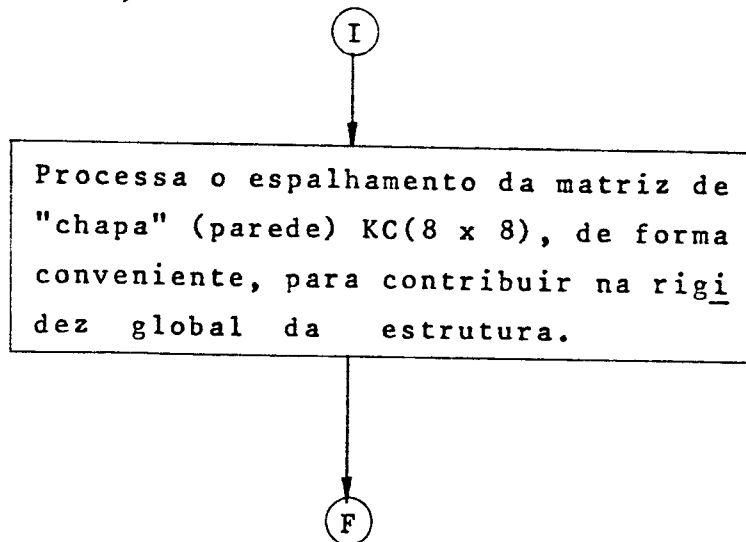 I
Processa o espalhamento da matriz de
"chapa" (parede) KC(8 x 8), de forma
conveniente, para contribuir na rigi
dez global da estrutura.
F